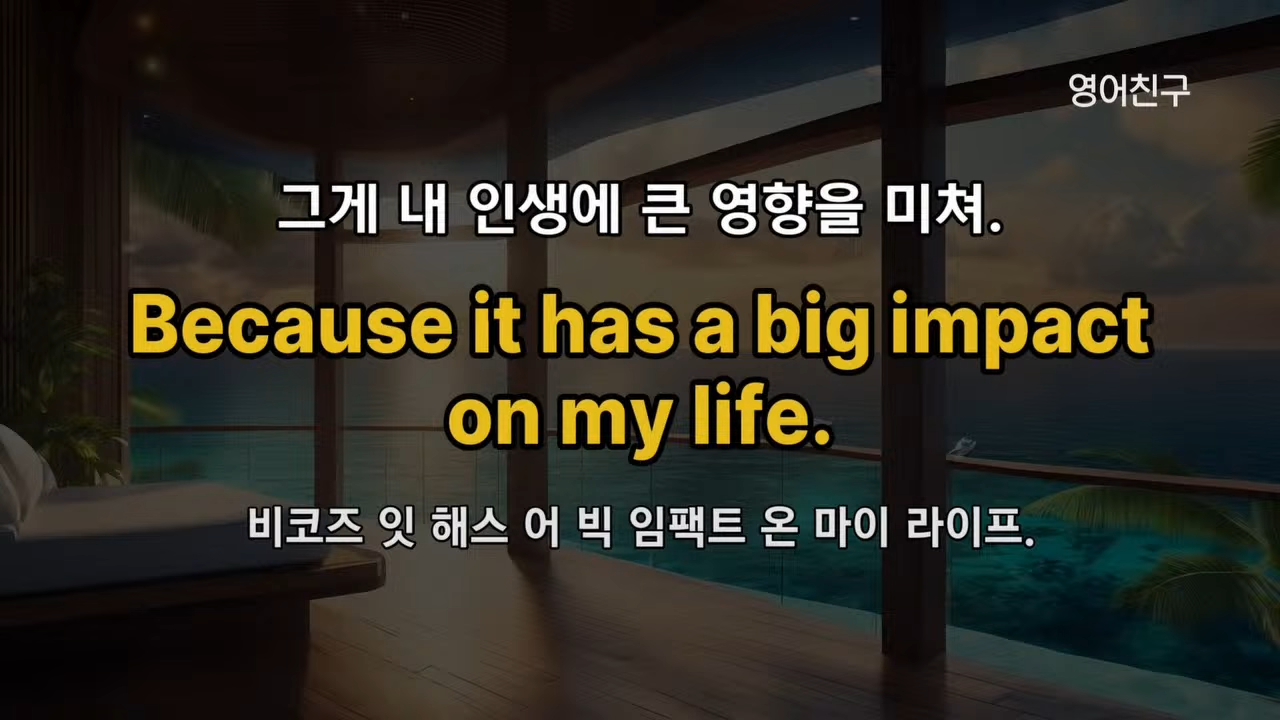 영어친구
그게 내 인생에 큰 영향을 미쳐.
Because it has a big impact
on my life.
비코즈 잇 해스 어 빅 임팩트 온 마이 라이프.